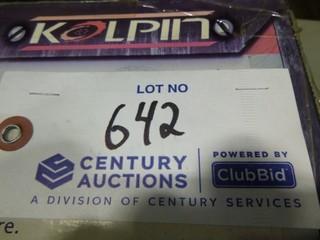 KOLPIN
LOT NO
642
CENTURY AUCTIONS
POWERED BY
ClubBid
A DIVISION OF CENTURY SERVICES
re.